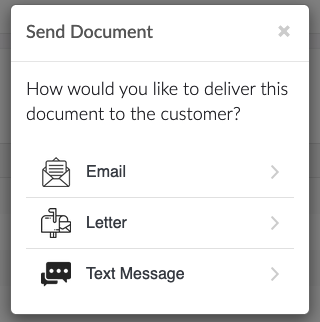 Send Document
How would you like to deliver this
document to the customer?
Email
Letter
Text Message